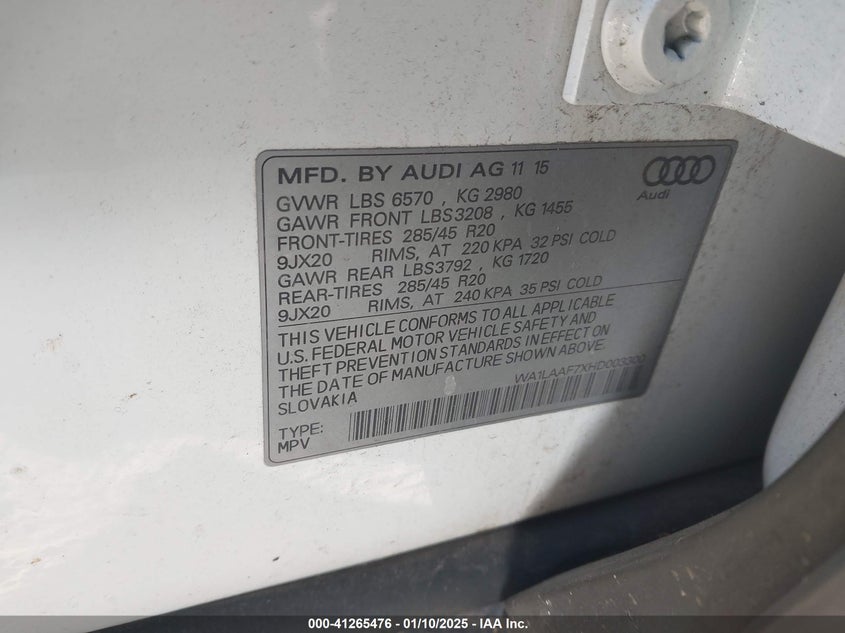 MFD. BY AUDI AG 11 15
Audi
GVWR LBS 6570 , KG 2980
GAWR FRONT LBS3208 , KG 1455
FRONT-TIRES 285/45 R20
9JX20 RIMS, AT 220 KPA 32 PSI COLD
GAWR REAR LBS3792 , KG 1720
REAR-TIRES 285/45 R20
9JX20 RIMS, AT 240 KPA 35 PSI COLD
THIS VEHICLE CONFORMS TO ALL APPLICABLE
U.S. FEDERAL MOTOR VEHICLE SAFETY AND
THEFT PREVENTION STANDARDS IN EFFECT ON
THE DATE OF MANUFACTURE SHOWN ABOVE.
SLOVAKIA
WA1LAAF7XHD003300
TYPE:
MPV
000-41265476 - 01/10/2025 - IAA Inc.